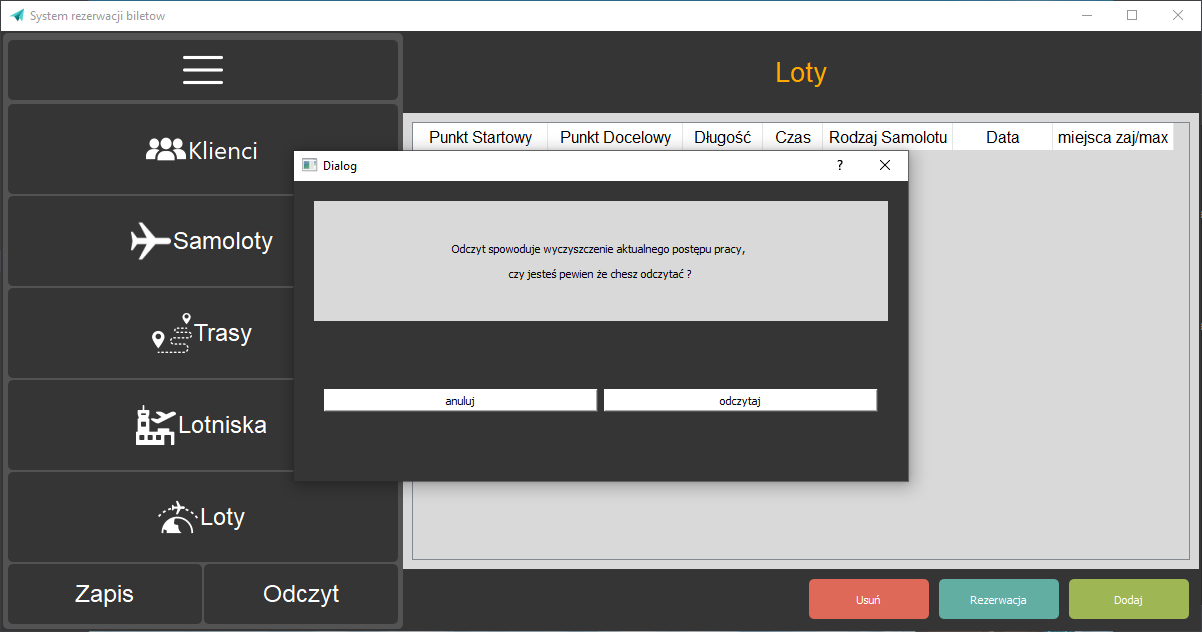 System rezerwacji biletow
Loty
Klienci
Samoloty
Trasy
Lotniska
Loty
Zapis
Odczyt
Punkt Startowy
Punkt Docelowy
Długość
Czas
Rodzaj Samolotu
Data
miejsca zaj/max
Dialog
?
Odczyt spowoduje wyczyszczenie aktualnego postępu pracy,
czy jesteś pewien że chesz odczytać ?
anuluj
odczytaj
Usuń
Rezerwacja
Dodaj